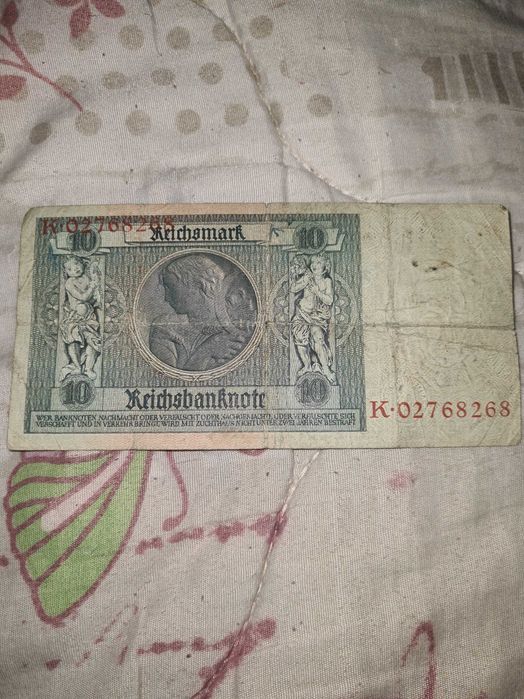 K·02768268
10 Reichsmark 10
10 Reichsbanknote 10
WER BANKNOTEN NACHMACHT ODER VERFÄLSCHT ODER NACHGEMACHTE ODER VERFÄLSCHTE SICH
VERSCHAFFT UND IN VERKEHR BRINGT, WIRD MIT ZUCHTHAUS NICHT UNTER ZWEI JAHREN BESTRAFT
K·02768268